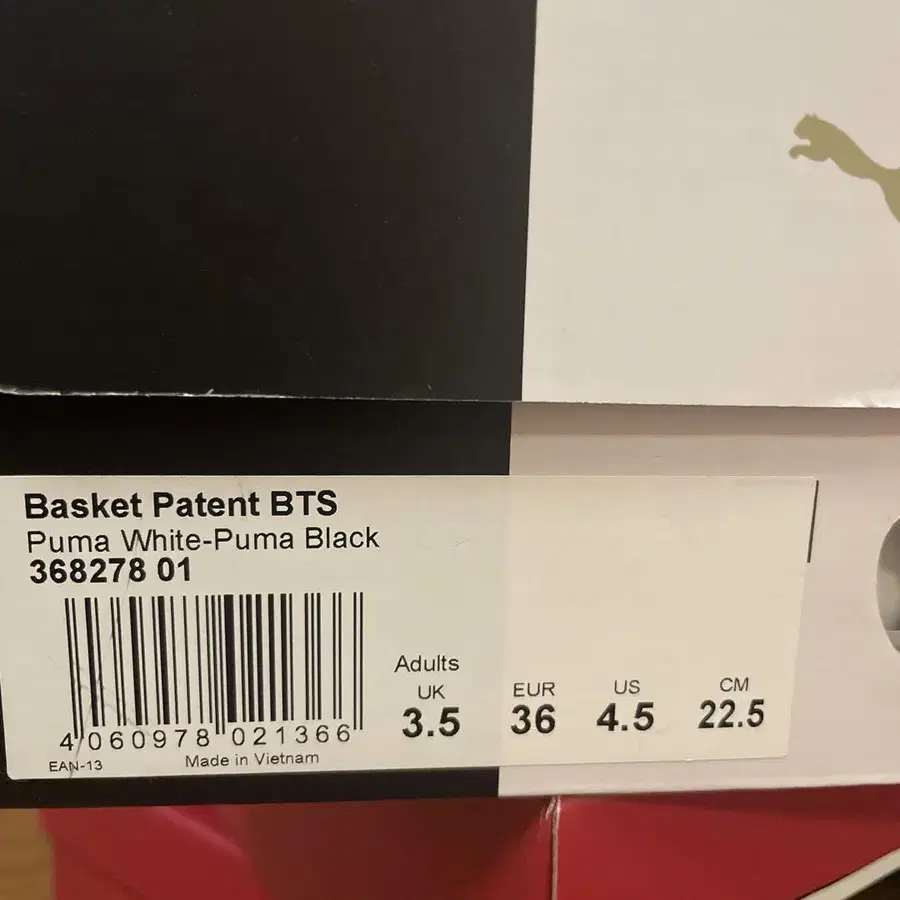 Basket Patent BTS
Puma White-Puma Black
368278 01
Adults
UK EUR US CM
3.5 36 4.5 22.5
4 060978 021366
EAN-13 Made in Vietnam